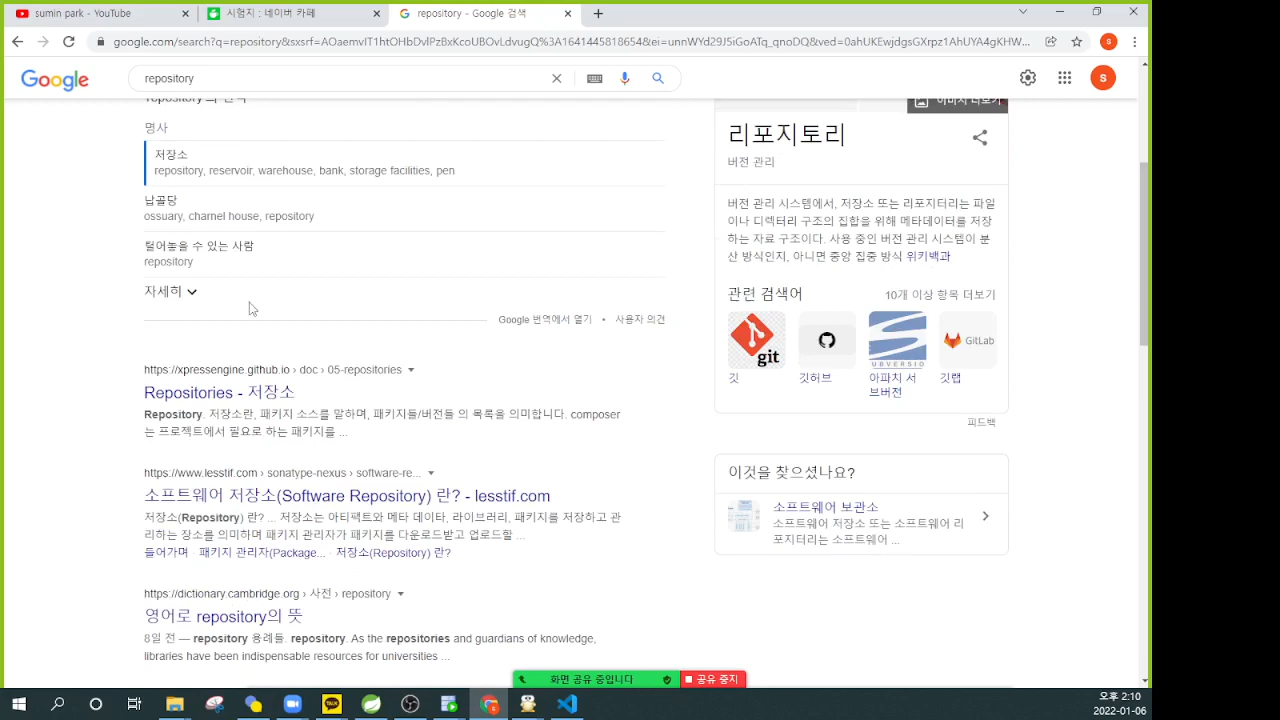 sumin park - YouTube
시험지 : 네이버 카페
repository - Google 검색
google.com/search?q=repository&sxsrf=AOaemvIT1htOHbDvlPzBxKcoUBOvLdvugQ%3A1641445818654&ei=unnWYd29J5iGoATq_qnoDQ&ved=0ahUKEwjdgsGXrpz1AhUYA4gKHW...
S
Google
repository
S
명사
이미지 더보기
저장소
repository, reservoir, warehouse, bank, storage facilities, pen
납골당
ossuary, charnel house, repository
털어놓을 수 있는 사람
repository
자세히
Google 번역에서 열기 • 사용자 의견
https://xpressengine.github.io › doc › 05-repositories
Repositories - 저장소
Repository. 저장소란, 패키지 소스를 말하며, 패키지들/버전들 의 목록을 의미합니다. composer
는 프로젝트에서 필요로 하는 패키지를 ...
https://www.lesstif.com › sonatype-nexus › software-re...
소프트웨어 저장소(Software Repository) 란? - lesstif.com
저장소(Repository) 란? ... 저장소는 아티팩트와 메타 데이타, 라이브러리, 패키지를 저장하고 관
리하는 장소를 의미하며 패키지 관리자가 패키지를 다운로드받고 업로드할 ...
들어가며 · 패키지 관리자(Package... · 저장소(Repository) 란?
https://dictionary.cambridge.org › 사전 › repository
영어로 repository의 뜻
8일 전 — repository 용례들. repository. As the repositories and guardians of knowledge,
libraries have been indispensable resources for universities ...
리포지토리
버전 관리
버전 관리 시스템에서, 저장소 또는 리포지터리는 파일
이나 디렉터리 구조의 집합을 위해 메타데이터를 저장
하는 자료 구조이다. 사용 중인 버전 관리 시스템이 분
산 방식인지, 아니면 중앙 집중 방식 위키백과
관련 검색어
10개 이상 항목 더보기
git
UBVERSIO
GitLab
깃
깃허브
아파치 서
브버전
깃랩
피드백
이것을 찾으셨나요?
소프트웨어 보관소
소프트웨어 저장소 또는 소프트웨어 리
포지터리는 소프트웨어 ...
화면 공유 중입니다
공유 중지
TALK
S
오후 2:10
2022-01-06